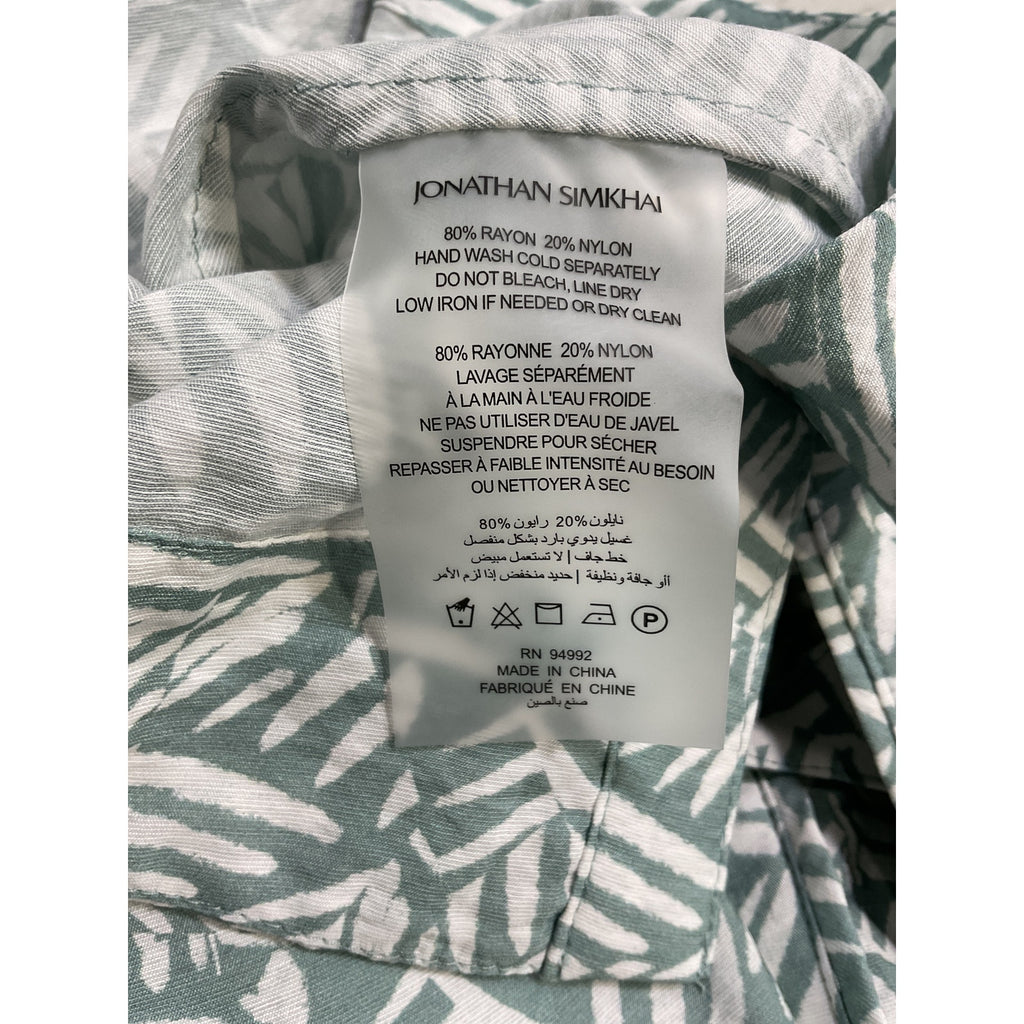 JONATHAN SIMKHAI
80% RAYON 20% NYLON
HAND WASH COLD SEPARATELY
DO NOT BLEACH, LINE DRY
LOW IRON IF NEEDED OR DRY CLEAN
80% RAYONNE 20% NYLON
LAVAGE SÉPARÉMENT
À LA MAIN À L'EAU FROIDE
NE PAS UTILISER D'EAU DE JAVEL
SUSPENDRE POUR SÉCHER
REPASSER À FAIBLE INTENSITÉ AU BESOIN
OU NETTOYER À SEC
80% رايون 20% نايلون
غسيل يدوي بارد بشكل منفصل
خط جاف | لا تستعمل مبيض
أأو جافة ونظيفة | حديد منخفض إذا لزم الأمر
P
RN 94992
MADE IN CHINA
FABRIQUÉ EN CHINE
صنع بالصين